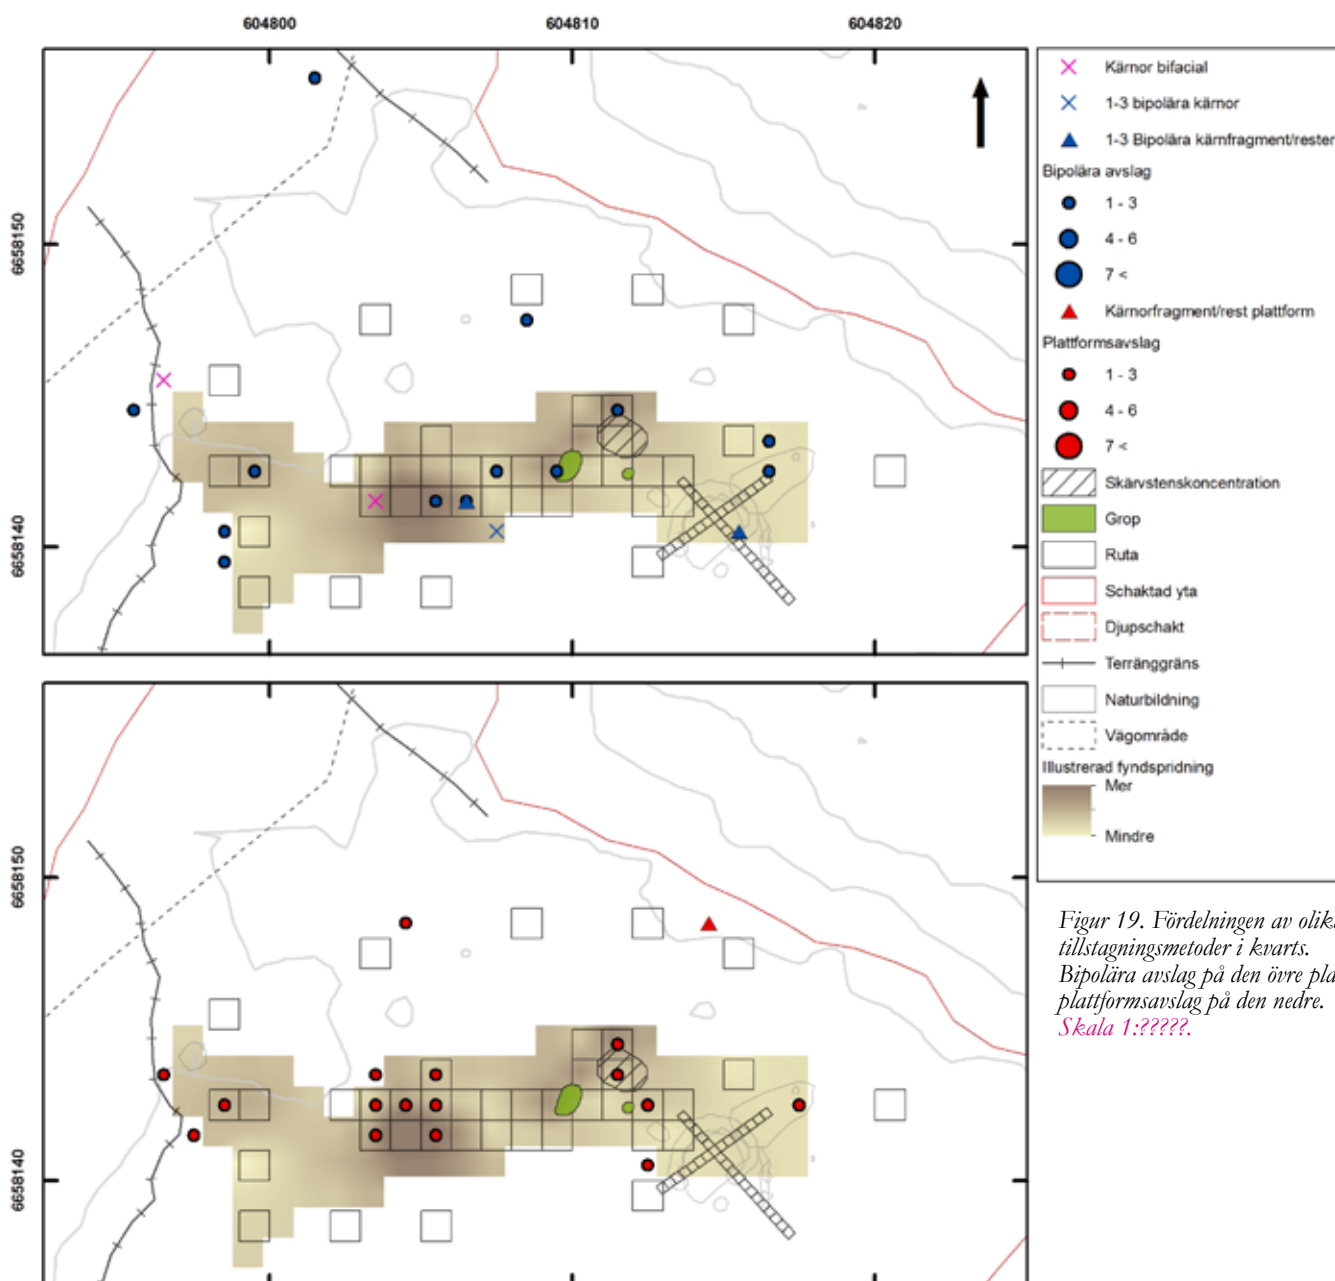 604800
604810
604820
6658150
6658140
Kärnor bifacial
1-3 bipolära kärnor
1-3 Bipolära kärnfragment/rester
Bipolära avslag
1 - 3
4 - 6
7 <
Kärnorfragment/rest plattform
Plattformsavslag
1 - 3
4 - 6
7 <
Skärvstenskoncentration
Grop
Ruta
Schaktad yta
Djupschakt
Terränggräns
Naturbildning
Vägområde
Illustrerad fyndspridning
Mer
Mindre
6658150
6658140
Figur 19. Fördelningen av olik
tillslagningsmetoder i kvarts.
Bipolära avslag på den övre pla
plattformsavslag på den nedre.
Skala 1:?????.